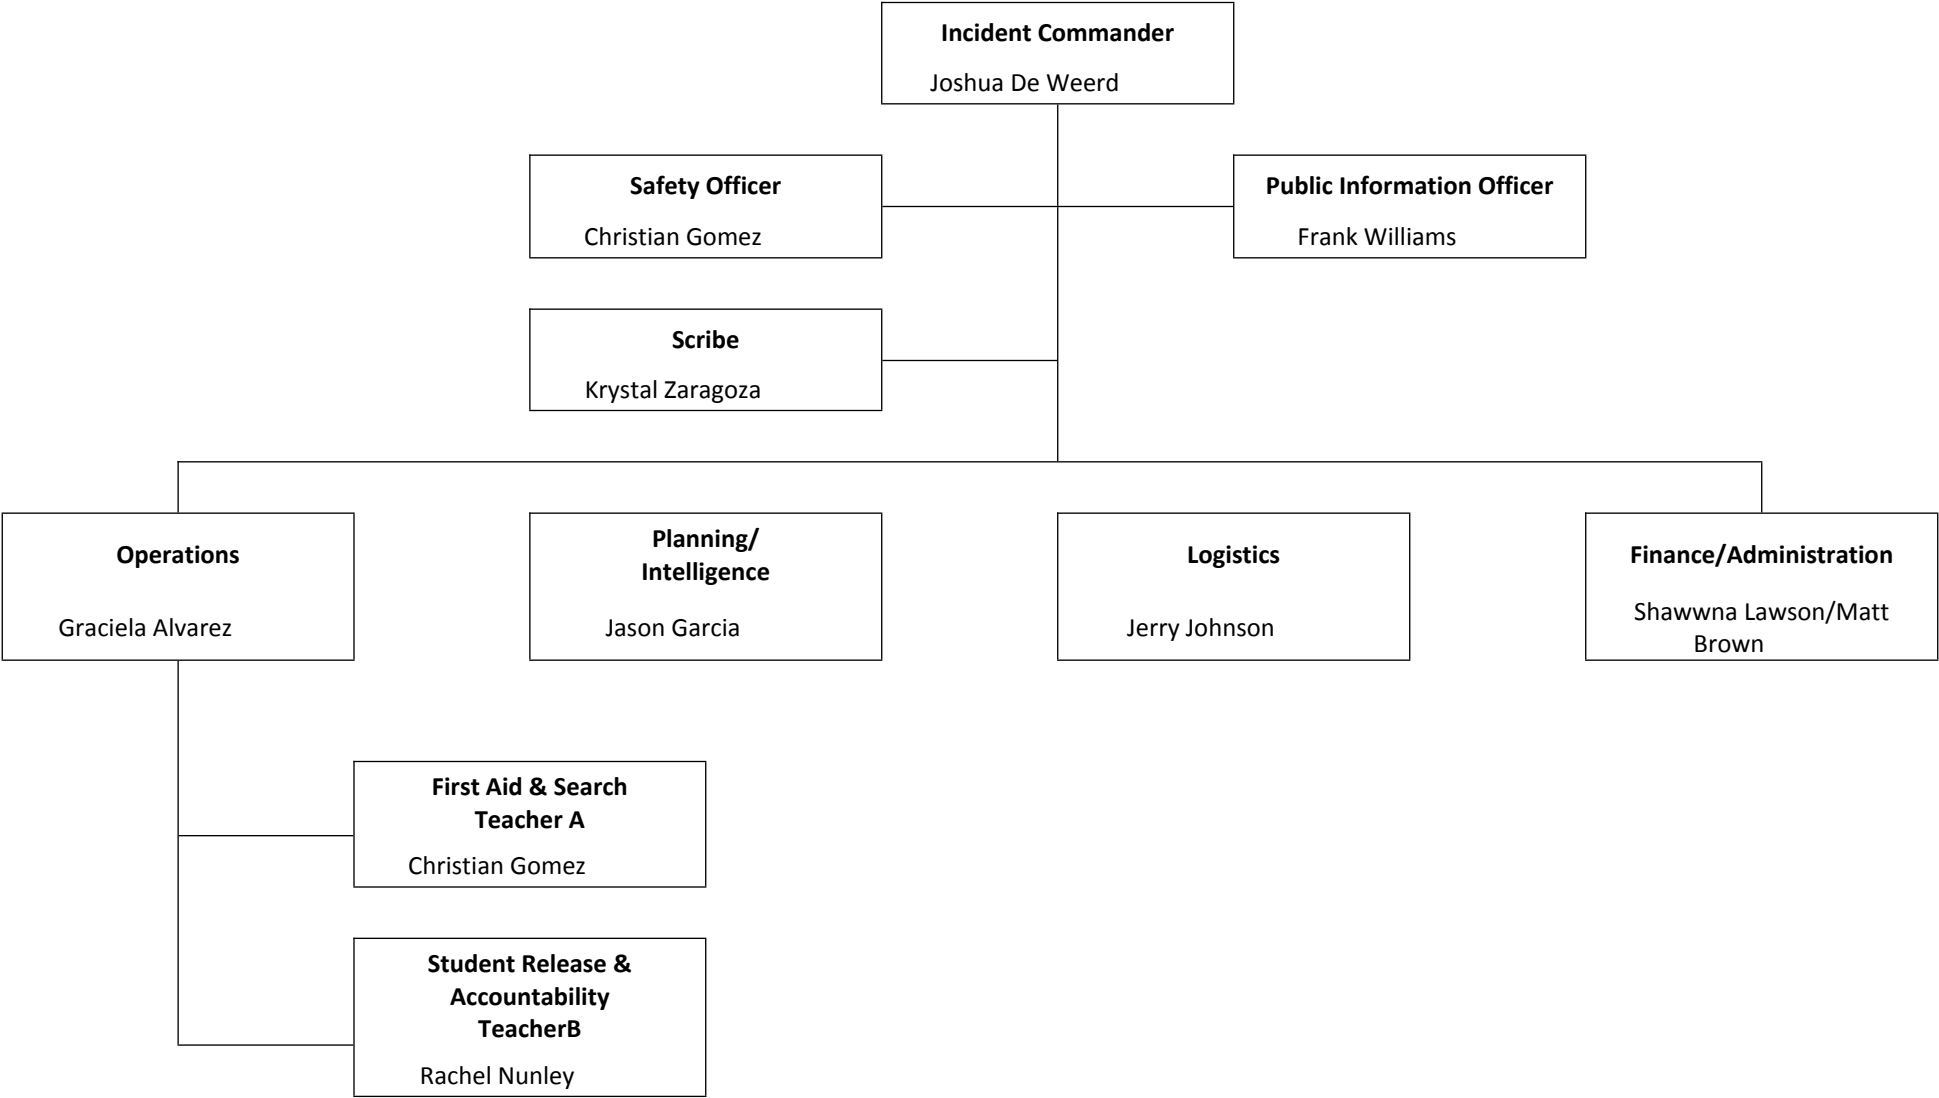 Incident Commander
Joshua De Weerd
Safety Officer
Christian Gomez
Public Information Officer
Frank Williams
Scribe
Krystal Zaragoza
Operations
Graciela Alvarez
Planning/
Intelligence
Jason Garcia
Logistics
Jerry Johnson
Finance/Administration
Shawwna Lawson/Matt
Brown
First Aid & Search
Teacher A
Christian Gomez
Student Release &
Accountability
TeacherB
Rachel Nunley